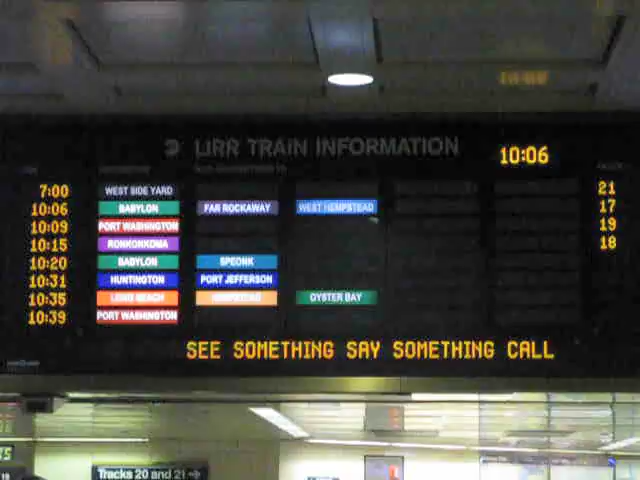 LIRR TRAIN INFORMATION
10:06
7:00 WEST SIDE YARD 21
10:06 BABYLON FAR ROCKAWAY WEST HEMPSTEAD 17
10:09 PORT WASHINGTON 19
10:15 RONKONKOMA 18
10:20 BABYLON SPEONK
10:31 HUNTINGTON PORT JEFFERSON
10:35 LONG BEACH HEMPSTEAD OYSTER BAY
10:39 PORT WASHINGTON
SEE SOMETHING SAY SOMETHING CALL
Tracks 20 and 21→